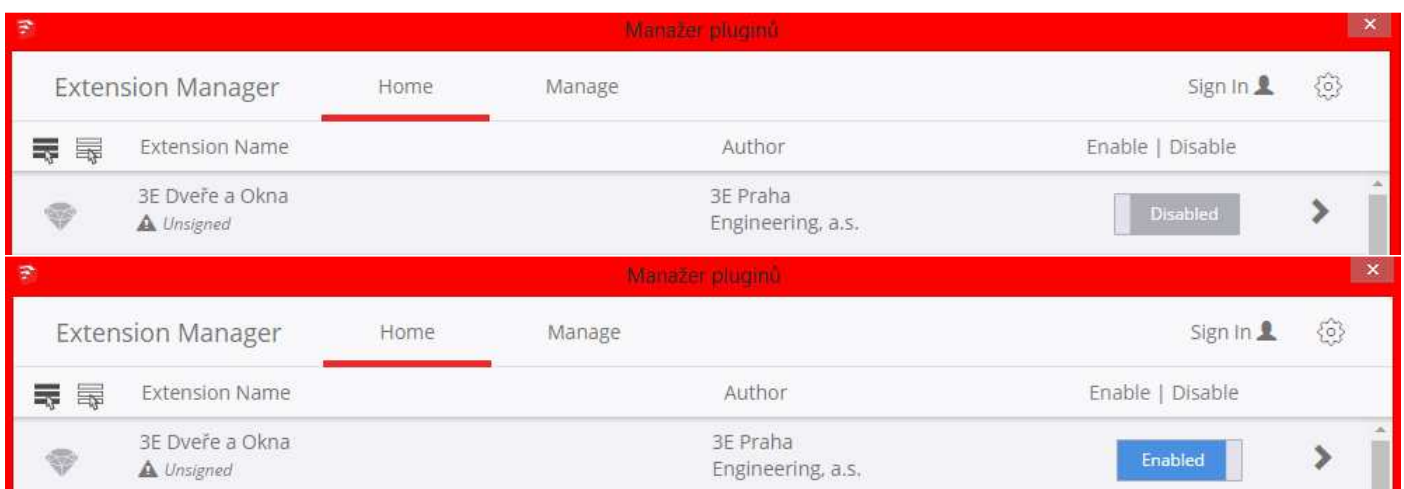 Manažer pluginů
Extension Manager Home Manage Sign In
Extension Name Author Enable | Disable
3E Dveře a Okna 3E Praha
Unsigned Engineering, a.s. Disabled
Manažer pluginů
Extension Manager Home Manage Sign In
Extension Name Author Enable | Disable
3E Dveře a Okna 3E Praha
Unsigned Engineering, a.s. Enabled